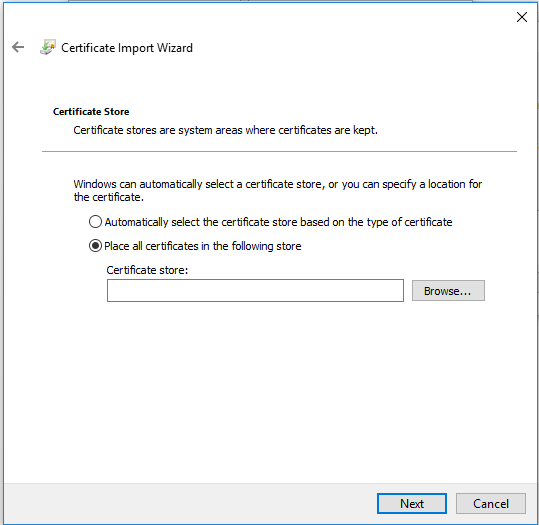 Certificate Import Wizard
Certificate Store
Certificate stores are system areas where certificates are kept.
Windows can automatically select a certificate store, or you can specify a location for
the certificate.
Automatically select the certificate store based on the type of certificate
Place all certificates in the following store
Certificate store:
Browse...
Next
Cancel